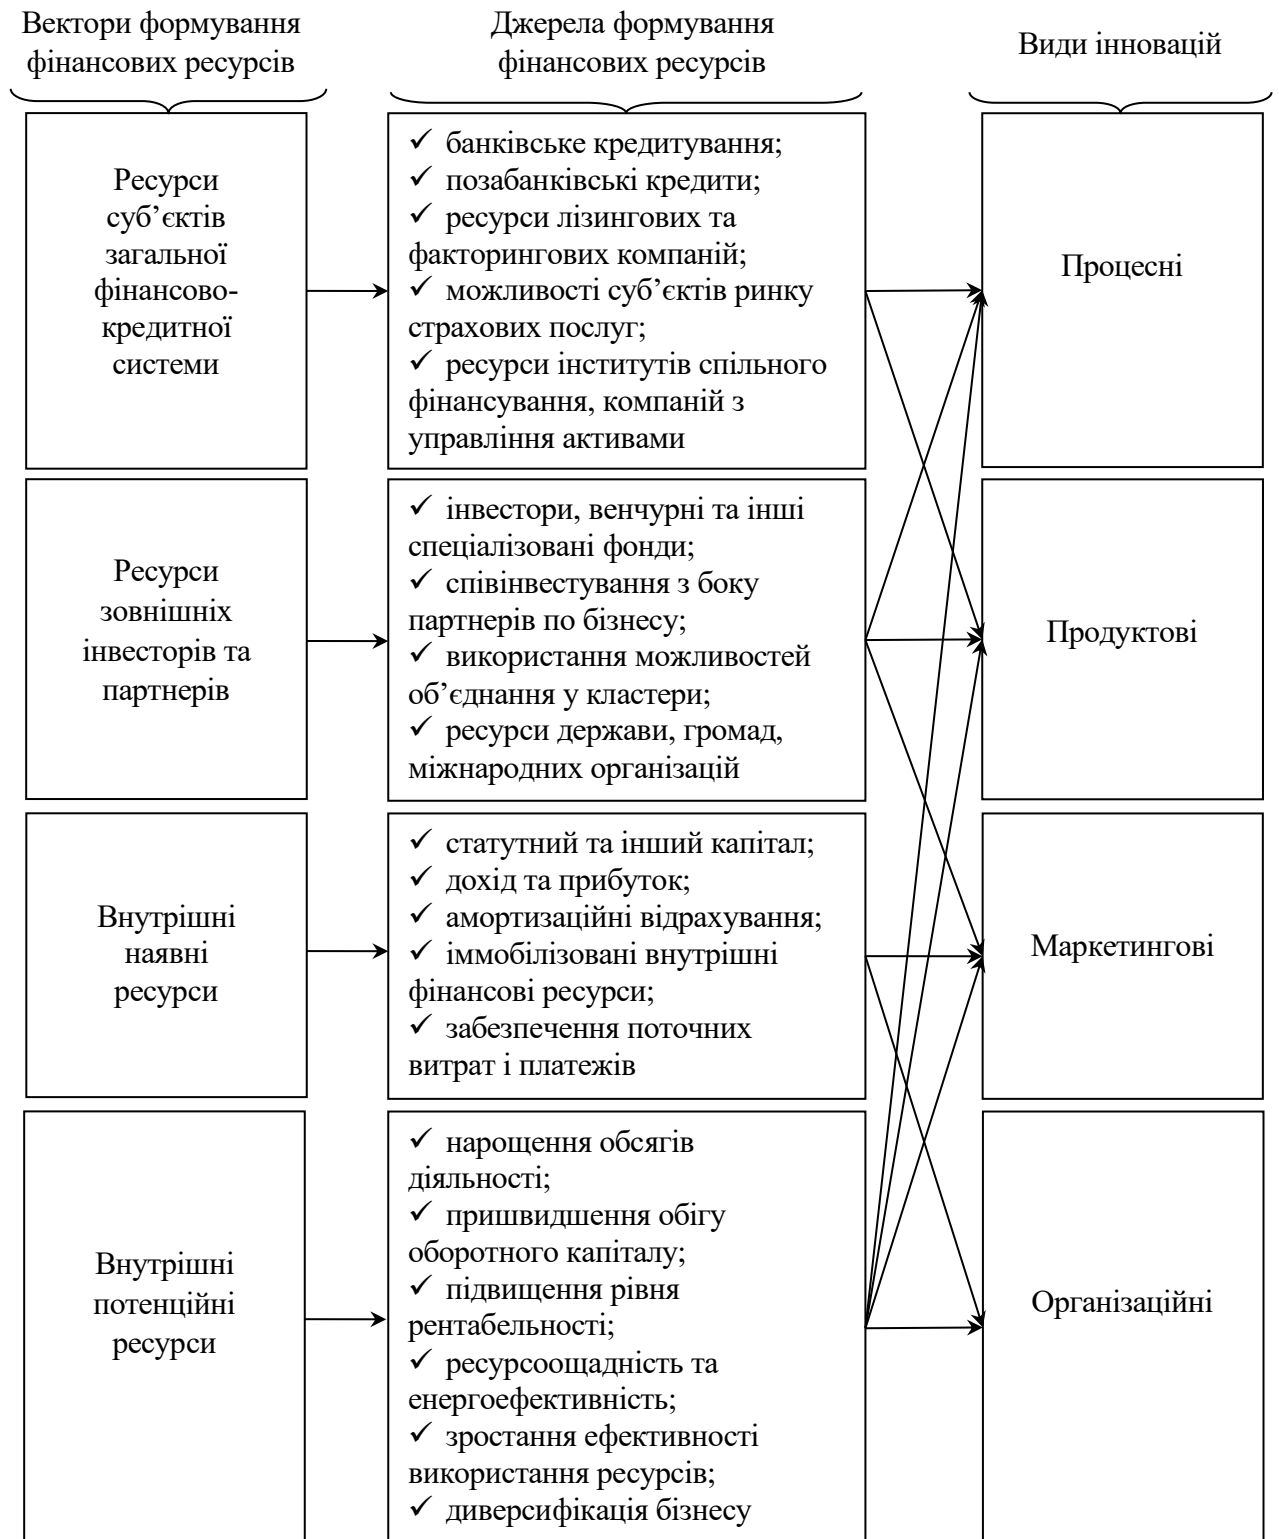 Вектори формування
фінансових ресурсів
Джерела формування
фінансових ресурсів
Види інновацій
Ресурси
суб’єктів
загальної
фінансово-
кредитної
системи
✓ банківське кредитування;
✓ позабанківські кредити;
✓ ресурси лізингових та
факторингових компаній;
✓ можливості суб’єктів ринку
страхових послуг;
✓ ресурси інститутів спільного
фінансування, компаній з
управління активами
Процесні
Ресурси
зовнішніх
інвесторів та
партнерів
✓ інвестори, венчурні та інші
спеціалізовані фонди;
✓ співінвестування з боку
партнерів по бізнесу;
✓ використання можливостей
об’єднання у кластери;
✓ ресурси держави, громад,
міжнародних організацій
Продуктові
Внутрішні
наявні
ресурси
✓ статутний та інший капітал;
✓ дохід та прибуток;
✓ амортизаційні відрахування;
✓ іммобілізовані внутрішні
фінансові ресурси;
✓ забезпечення поточних
витрат і платежів
Маркетингові
Внутрішні
потенційні
ресурси
✓ нарощення обсягів
діяльності;
✓ пришвидшення обігу
оборотного капіталу;
✓ підвищення рівня
рентабельності;
✓ ресурсоощадність та
енергоефективність;
✓ зростання ефективності
використання ресурсів;
✓ диверсифікація бізнесу
Організаційні